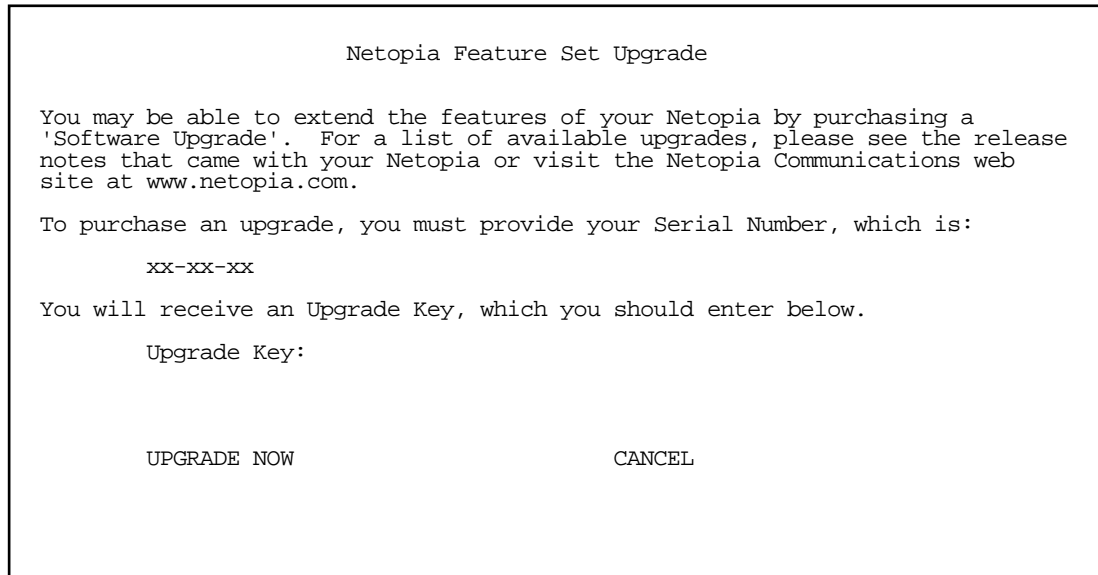 Netopia Feature Set Upgrade
You may be able to extend the features of your Netopia by purchasing a
'Software Upgrade'.  For a list of available upgrades, please see the release
notes that came with your Netopia or visit the Netopia Communications web
site at www.netopia.com.
To purchase an upgrade, you must provide your Serial Number, which is:
xx-xx-xx
You will receive an Upgrade Key, which you should enter below.
Upgrade Key:
UPGRADE NOW CANCEL